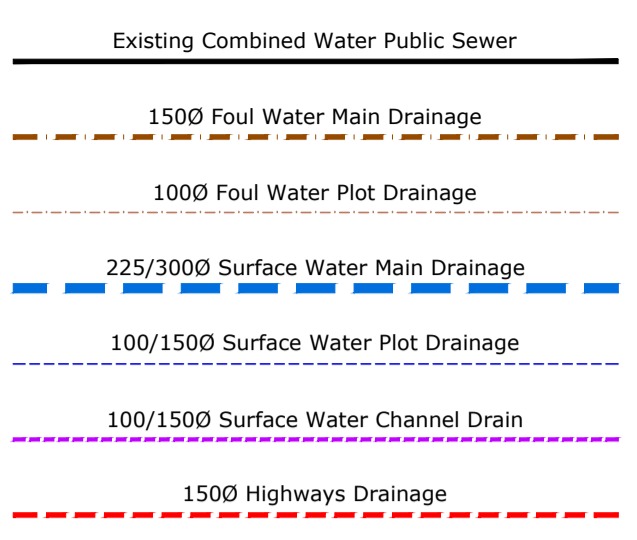 Existing Combined Water Public Sewer
150Ø Foul Water Main Drainage
100Ø Foul Water Plot Drainage
225/300Ø Surface Water Main Drainage
100/150Ø Surface Water Plot Drainage
100/150Ø Surface Water Channel Drain
150Ø Highways Drainage